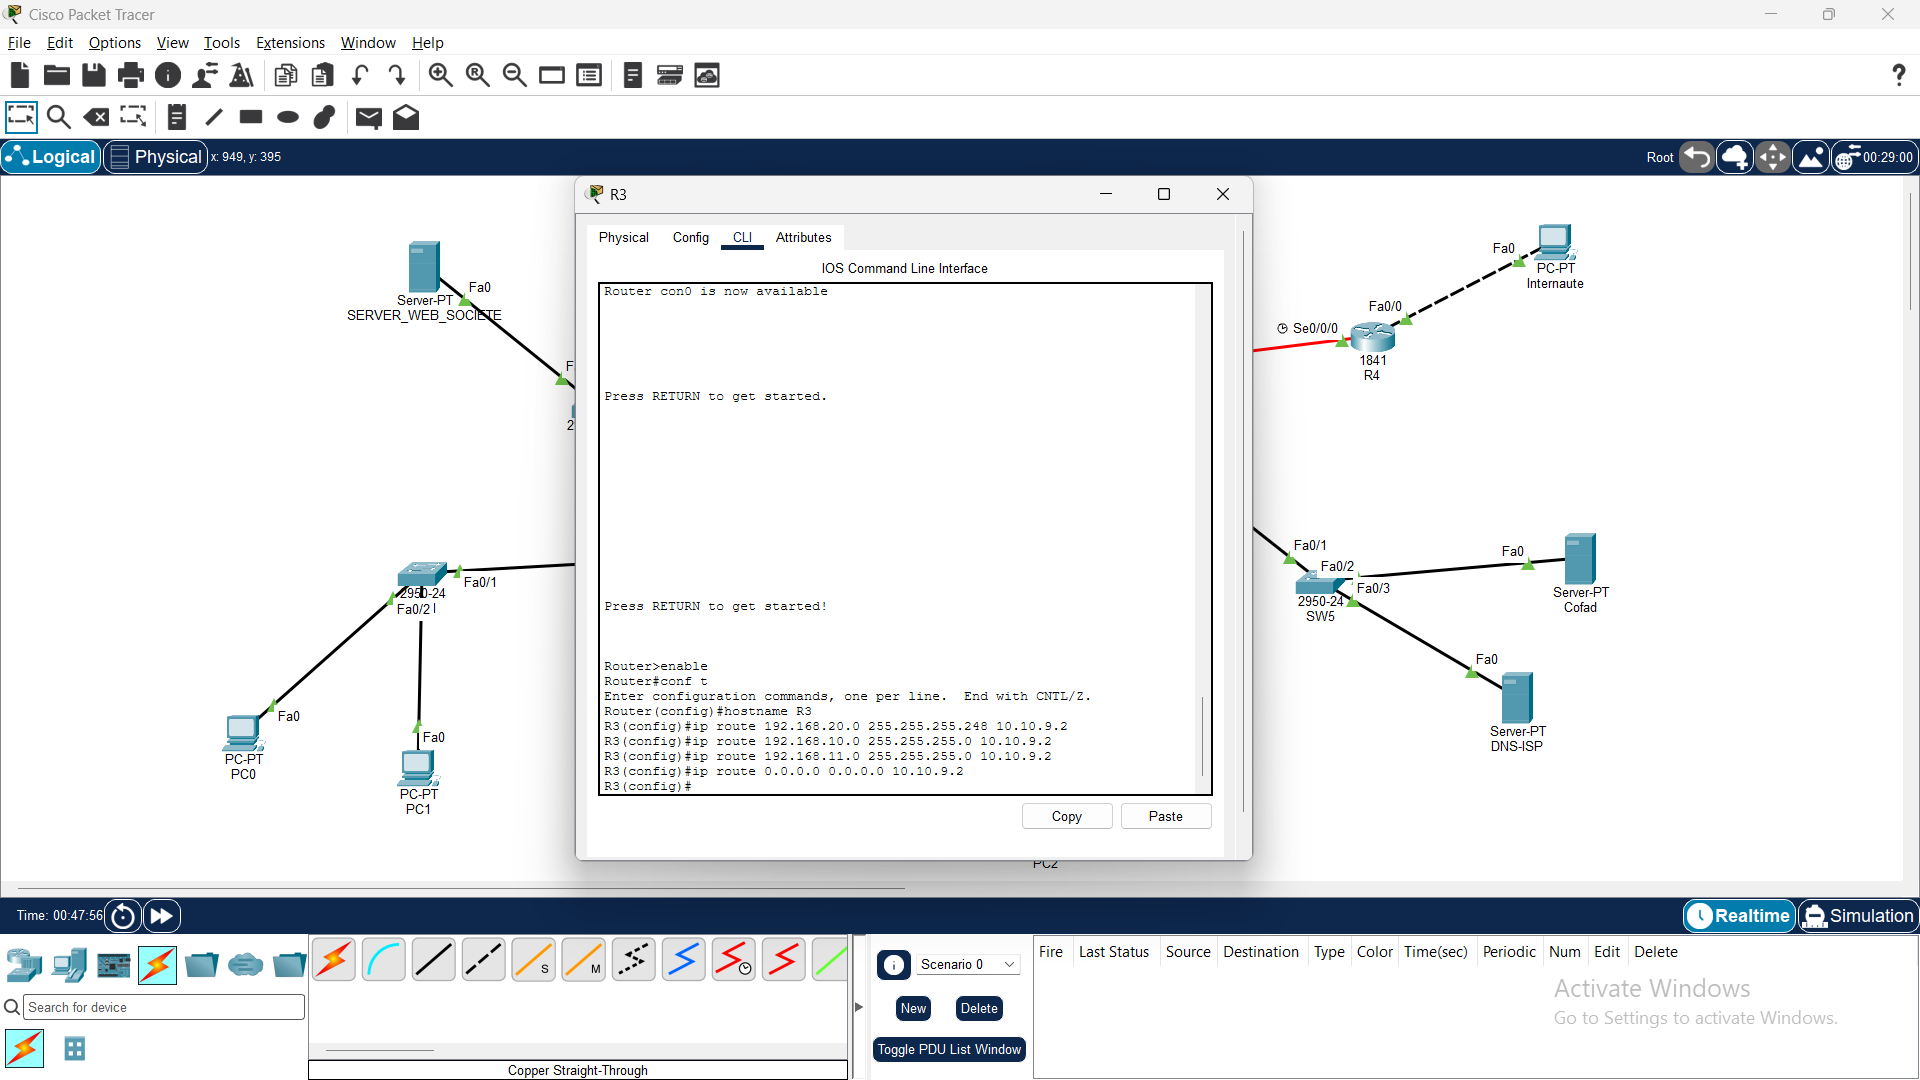 Cisco Packet Tracer
File Edit Options View Tools Extensions Window Help
Logical Physical x: 949, y: 395
Root 00:29:00
R3
Physical Config CLI Attributes
IOS Command Line Interface
Router con0 is now available
Press RETURN to get started.
Press RETURN to get started!
Router>enable
Router#conf t
Enter configuration commands, one per line. End with CNTL/Z.
Router(config)#hostname R3
R3(config)#ip route 192.168.20.0 255.255.255.248 10.10.9.2
R3(config)#ip route 192.168.10.0 255.255.255.0 10.10.9.2
R3(config)#ip route 192.168.11.0 255.255.255.0 10.10.9.2
R3(config)#ip route 0.0.0.0 0.0.0.0 10.10.9.2
R3(config)#
Copy Paste
Fa0
Server-PT
SERVER_WEB_SOCIETE
F
2
Fa0/1
2950-24
Fa0/2
Fa0
PC-PT
PC0
Fa0
PC-PT
PC1
Fa0
PC-PT
Internaute
Fa0/0
Se0/0/0
1841
R4
Fa0/1
Fa0/2
Fa0/3
2950-24
SW5
Fa0
Server-PT
Cofad
Fa0
Server-PT
DNS-ISP
PC2
Time: 00:47:56
Realtime Simulation
Search for device
S
M
Copper Straight-Through
Scenario 0
New Delete
Toggle PDU List Window
Fire Last Status Source Destination Type Color Time(sec) Periodic Num Edit Delete
Activate Windows
Go to Settings to activate Windows.